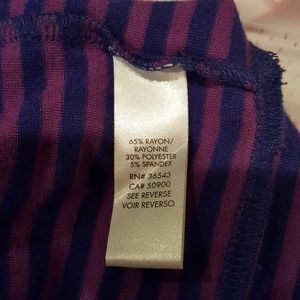 65% RAYON/
RAYONNE
30% POLYESTER
5% SPANDEX
RN# 36543
CA# 50900
SEE REVERSE
VOIR REVERSO